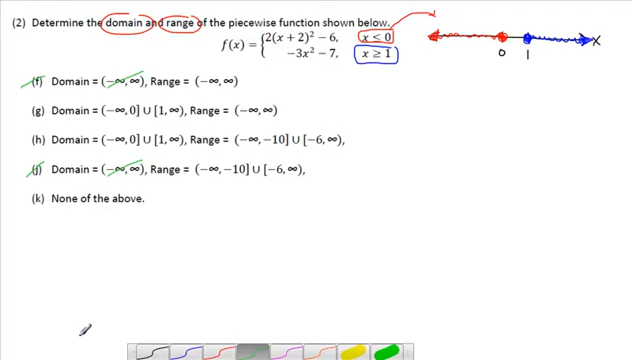 (2) Determine the domain and range of the piecewise function shown below.
f(x) = { 2(x + 2)² − 6, x ≤ 0
−3x² − 7, x ≥ 1
0 1 X
(f) Domain = (−∞, ∞), Range = (−∞, ∞)
(g) Domain = (−∞, 0] ∪ [1, ∞), Range = (−∞, ∞)
(h) Domain = (−∞, 0] ∪ [1, ∞), Range = (−∞, −10] ∪ [−6, ∞),
(j) Domain = (−∞, ∞), Range = (−∞, −10] ∪ [−6, ∞),
(k) None of the above.